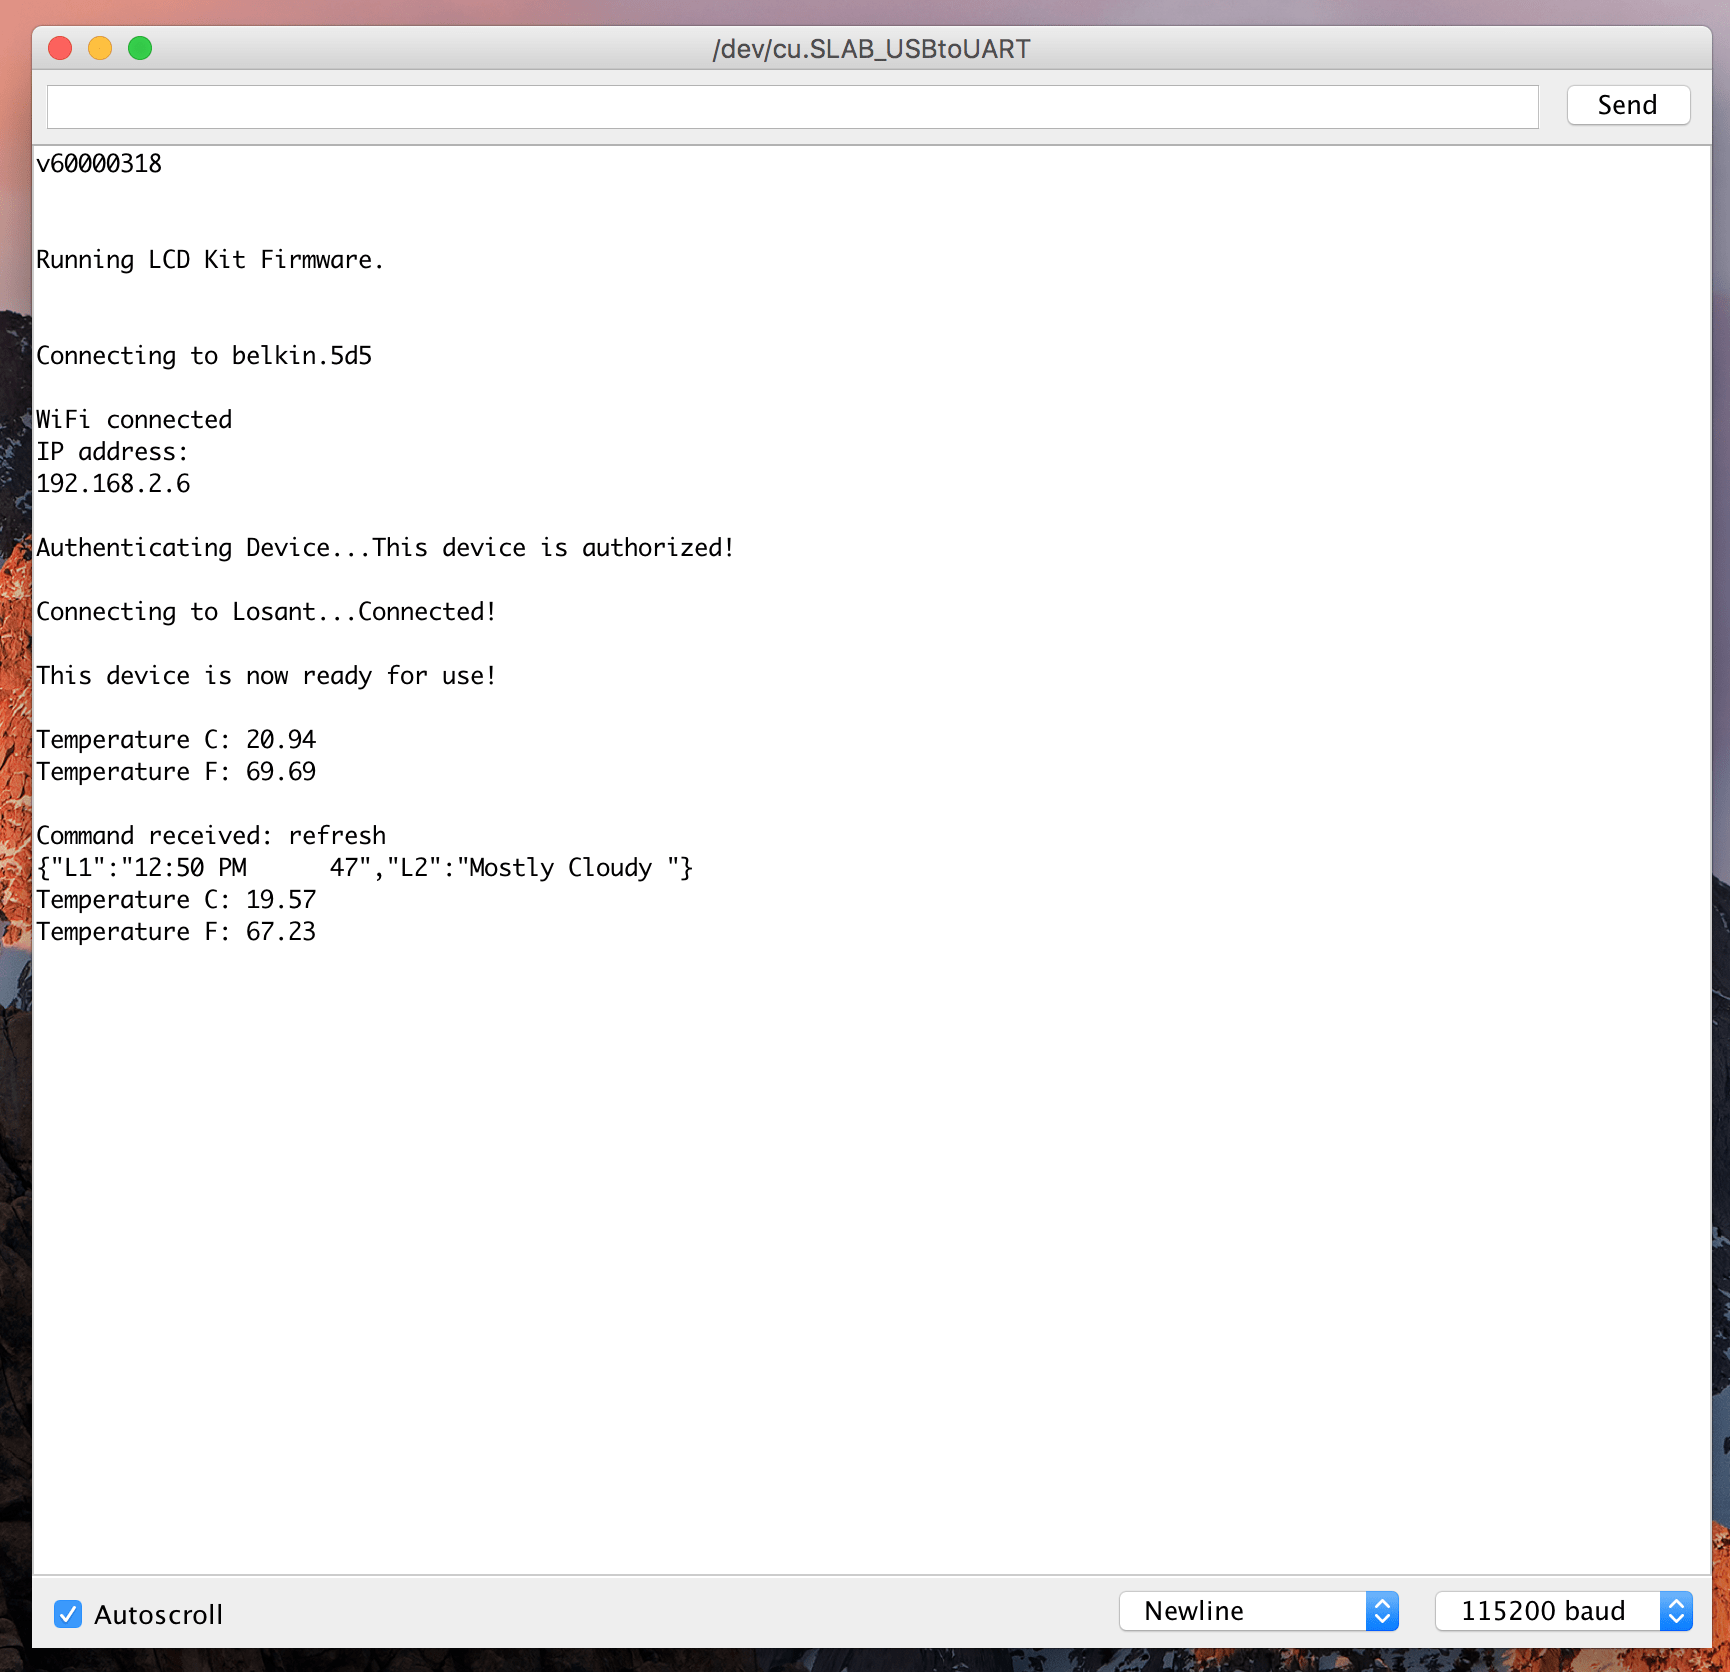 /dev/cu.SLAB_USBtoUART
Send
v60000318
Running LCD Kit Firmware.
Connecting to belkin.5d5
WiFi connected
IP address:
192.168.2.6
Authenticating Device...This device is authorized!
Connecting to Losant...Connected!
This device is now ready for use!
Temperature C: 20.94
Temperature F: 69.69
Command received: refresh
{"L1":"12:50 PM      47","L2":"Mostly Cloudy "}
Temperature C: 19.57
Temperature F: 67.23
Autoscroll
Newline
115200 baud